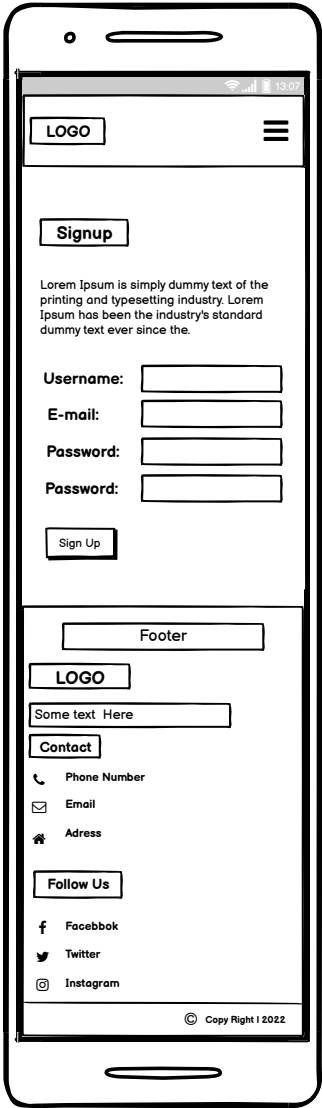 13:07
LOGO
Signup
Lorem Ipsum is simply dummy text of the
printing and typesetting industry. Lorem
Ipsum has been the industry's standard
dummy text ever since the.
Username:
E-mail:
Password:
Password:
Sign Up
Footer
LOGO
Some text Here
Contact
Phone Number
Email
Adress
Follow Us
Facebbok
Twitter
Instagram
© Copy Right | 2022